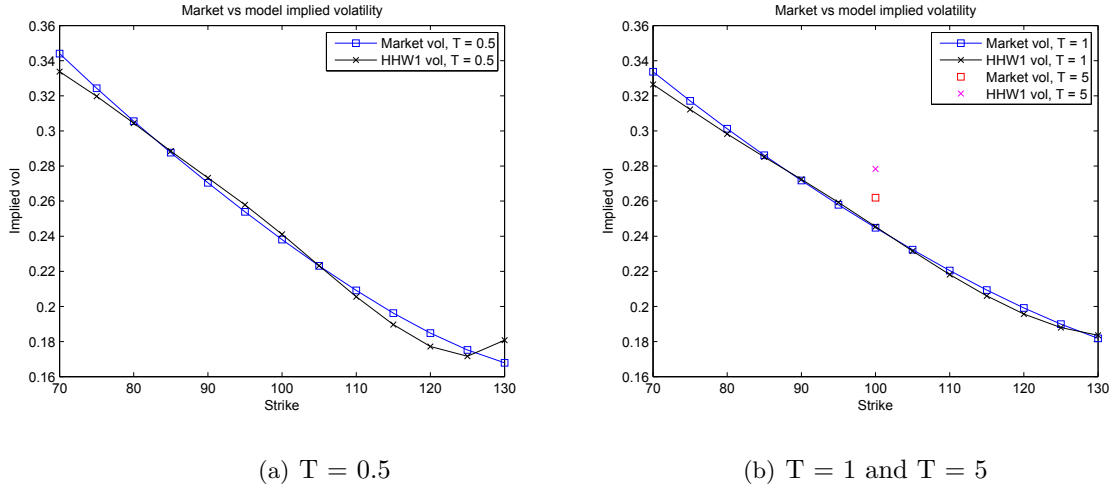 Market vs model implied volatility
0.36
0.34
0.32
0.3
0.28
0.26
0.24
0.22
0.2
0.18
0.16
Implied vol
70
80
90
100
110
120
130
Strike
Market vol, T = 0.5
HHW1 vol, T = 0.5
(a) T = 0.5
Market vs model implied volatility
0.36
0.34
0.32
0.3
0.28
0.26
0.24
0.22
0.2
0.18
0.16
Implied vol
70
80
90
100
110
120
130
Strike
Market vol, T = 1
HHW1 vol, T = 1
Market vol, T = 5
HHW1 vol, T = 5
(b) T = 1 and T = 5